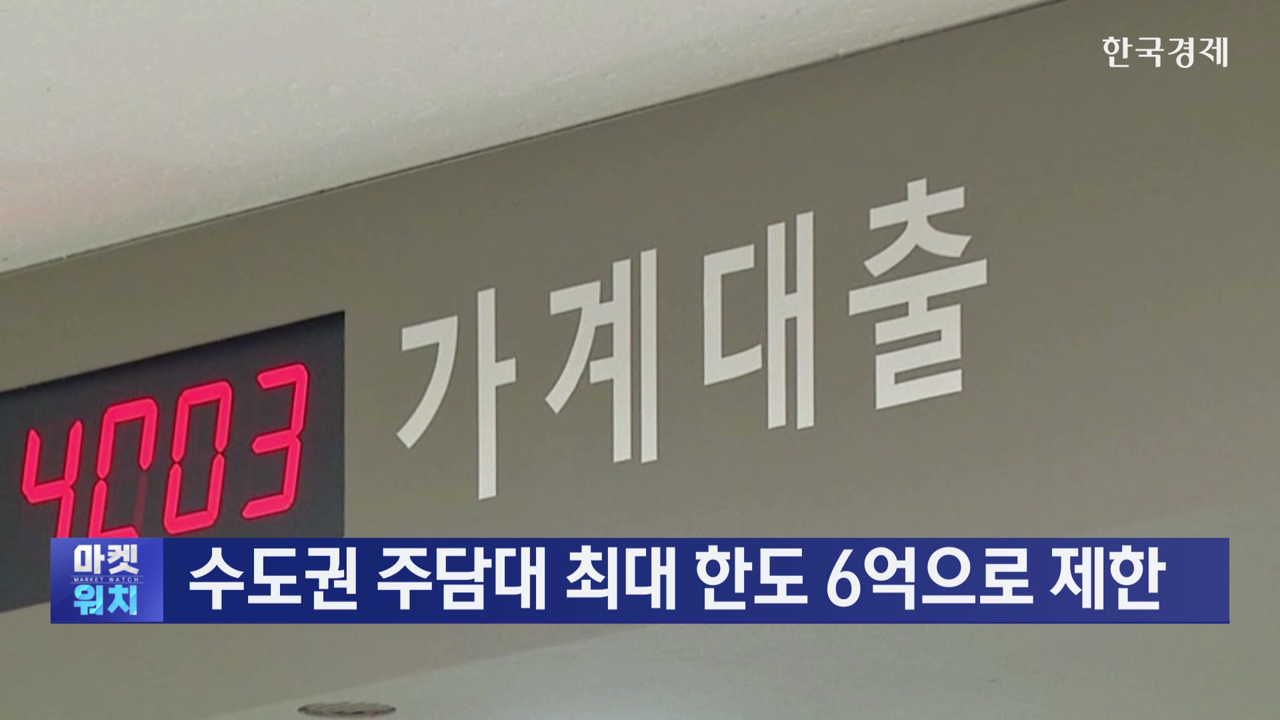 한국경제
가계대출
4003
마켓
MARKET WATCH
워치
수도권 주담대 최대 한도 6억으로 제한